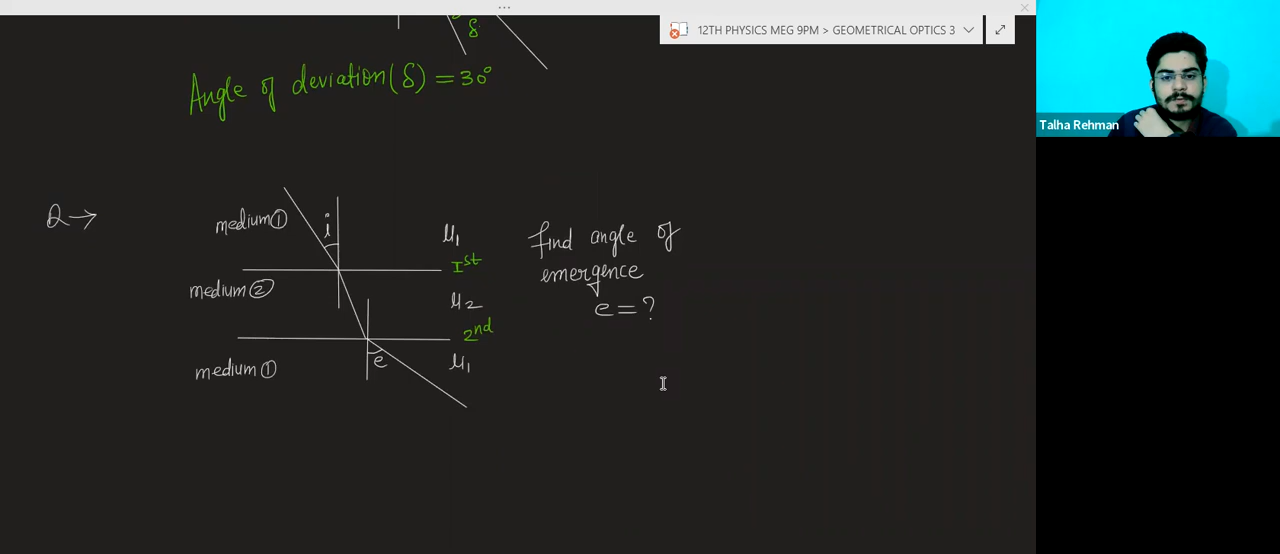 δ
12TH PHYSICS MEG 9PM > GEOMETRICAL OPTICS 3
Angle of deviation(δ) = 30°
Talha Rehman
Q →
medium ①
i
μ₁
Ist
find angle of
emergence
e = ?
medium ②
μ₂
2nd
medium ①
e
μ₁